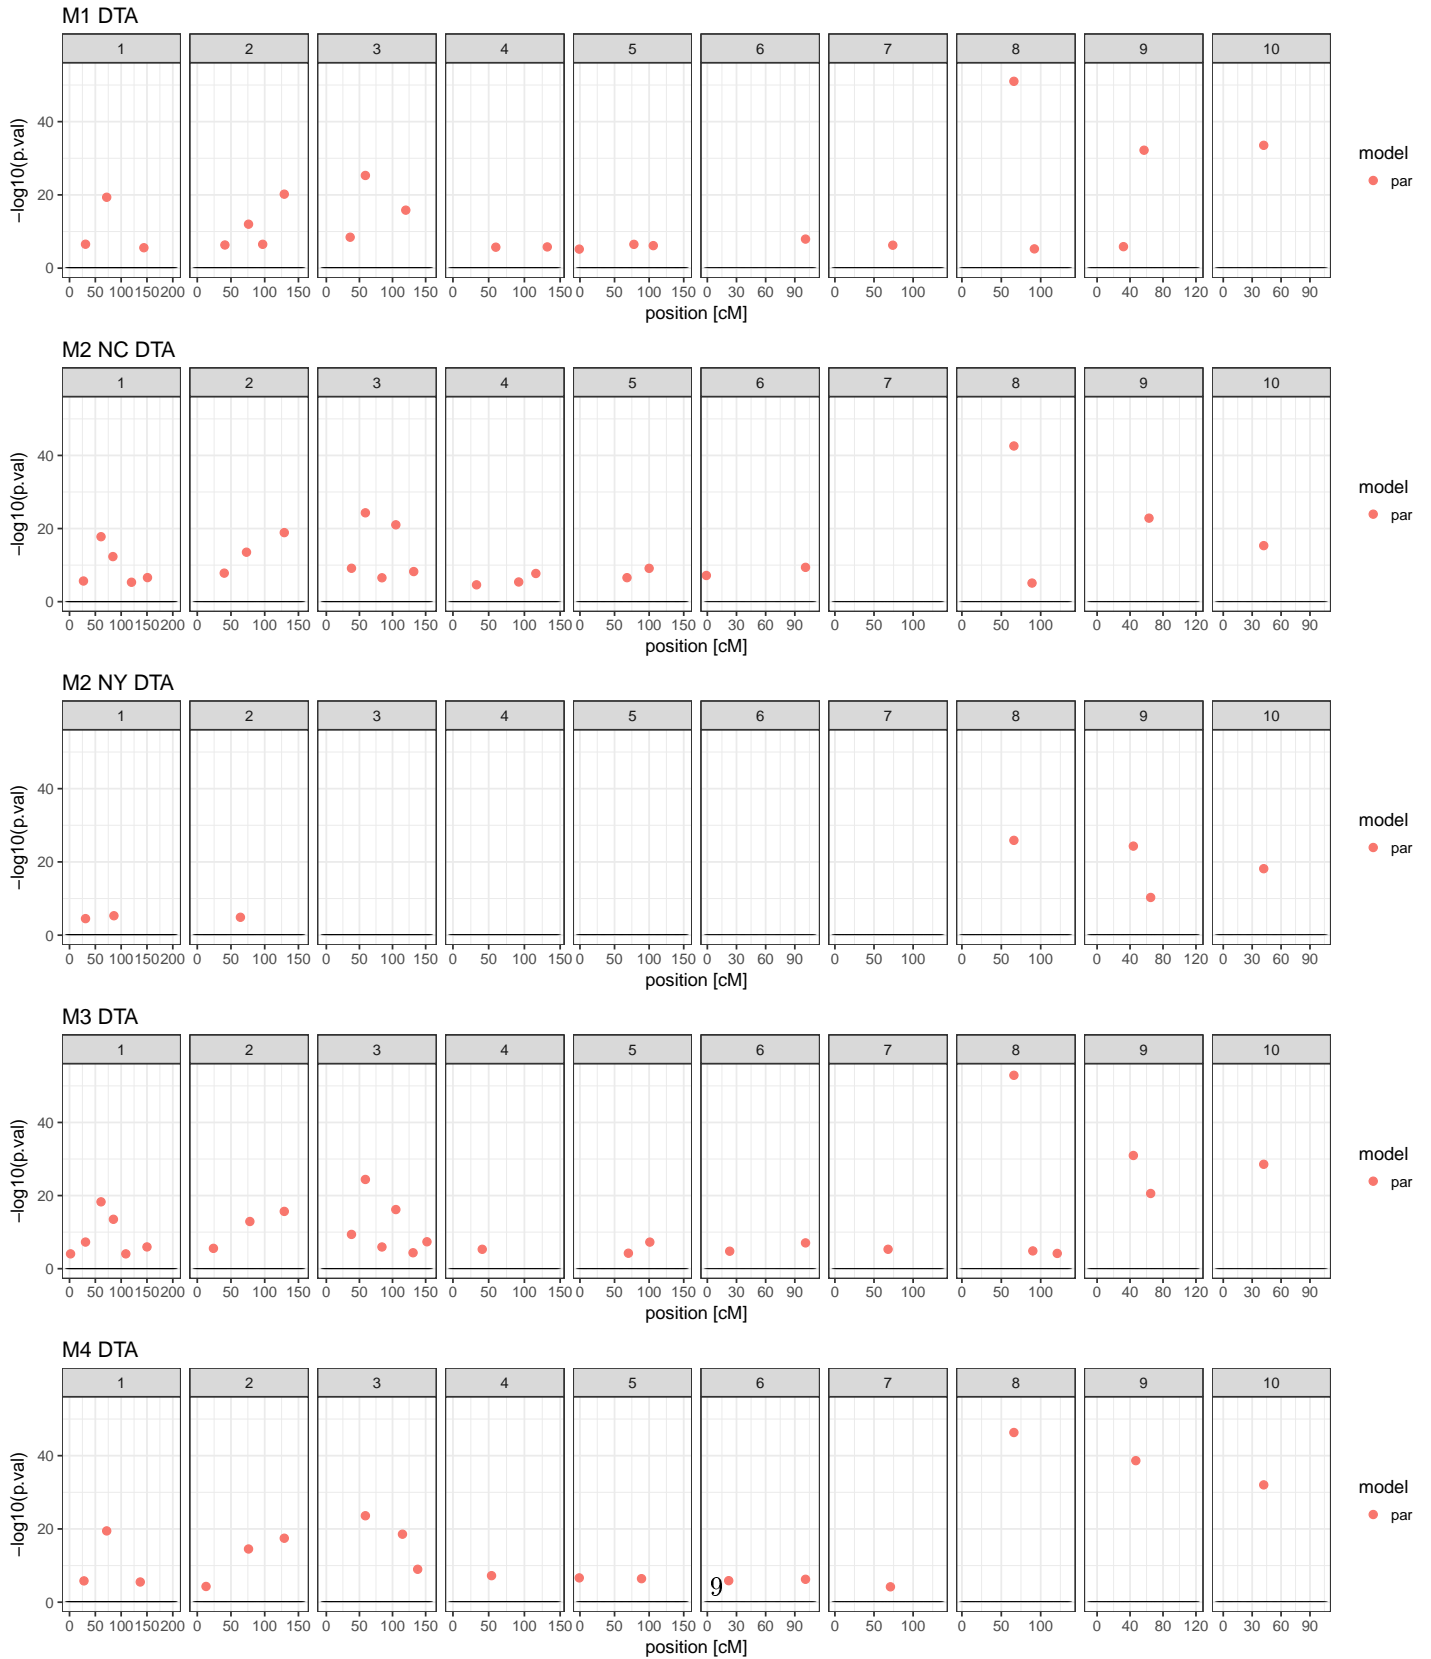 M1 DTA
1 2 3 4 5 6 7 8 9 10
−log10(p.val)
40
20
0
0 50 100 150 200 0 50 100 150 0 50 100 150 0 50 100 150 0 50 100 150 0 30 60 90 0 50 100 0 50 100 0 40 80 120 0 30 60 90
position [cM]
model
par
M2 NC DTA
1 2 3 4 5 6 7 8 9 10
−log10(p.val)
40
20
0
0 50 100 150 200 0 50 100 150 0 50 100 150 0 50 100 150 0 50 100 150 0 30 60 90 0 50 100 0 50 100 0 40 80 120 0 30 60 90
position [cM]
model
par
M2 NY DTA
1 2 3 4 5 6 7 8 9 10
−log10(p.val)
40
20
0
0 50 100 150 200 0 50 100 150 0 50 100 150 0 50 100 150 0 50 100 150 0 30 60 90 0 50 100 0 50 100 0 40 80 120 0 30 60 90
position [cM]
model
par
M3 DTA
1 2 3 4 5 6 7 8 9 10
−log10(p.val)
40
20
0
0 50 100 150 200 0 50 100 150 0 50 100 150 0 50 100 150 0 50 100 150 0 30 60 90 0 50 100 0 50 100 0 40 80 120 0 30 60 90
position [cM]
model
par
M4 DTA
1 2 3 4 5 6 7 8 9 10
−log10(p.val)
40
20
0
9
0 50 100 150 200 0 50 100 150 0 50 100 150 0 50 100 150 0 50 100 150 0 30 60 90 0 50 100 0 50 100 0 40 80 120 0 30 60 90
position [cM]
model
par